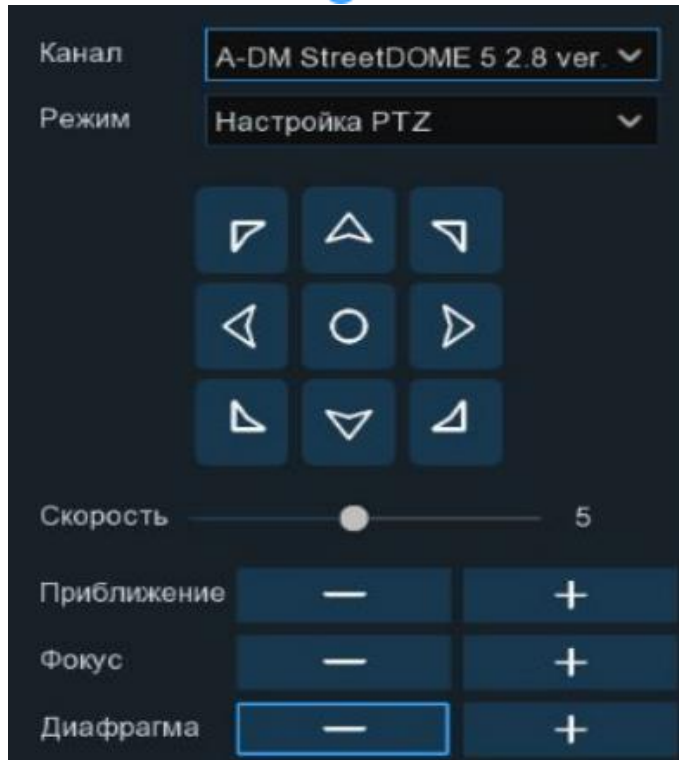 Канал A-DM StreetDOME 5 2.8 ver.
Режим Настройка PTZ
Скорость 5
Приближение − +
Фокус − +
Диафрагма − +